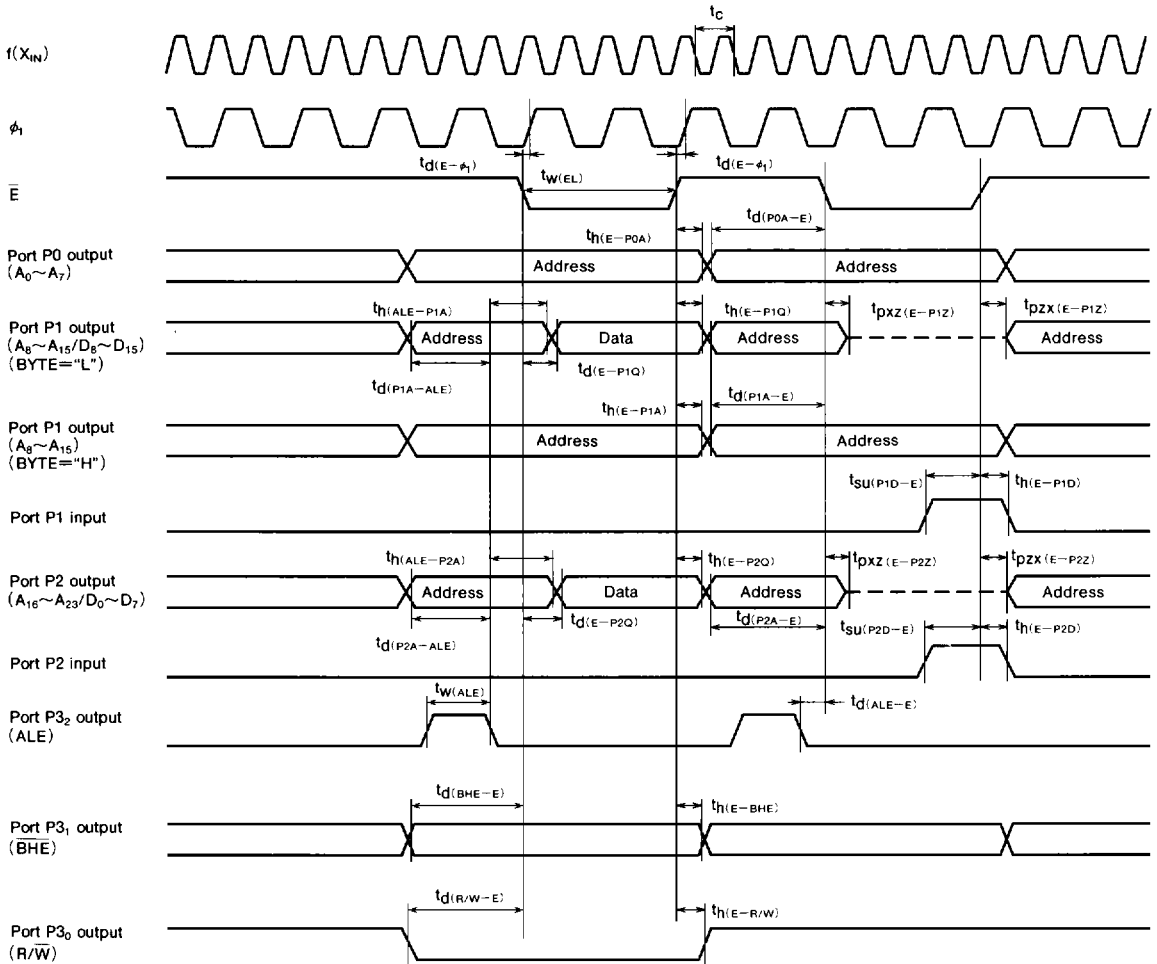 tc
f(XIN)
ϕ1
td(E−ϕ1)
tw(EL)
td(E−ϕ1)
E̅
td(P0A−E)
th(E−P0A)
Port P0 output
(A0~A7)
Address
Address
th(ALE−P1A)
th(E−P1Q)
tpxz(E−P1Z)
tpzx(E−P1Z)
Port P1 output
(A8~A15/D8~D15)
(BYTE="L")
Address
Data
Address
Address
td(P1A−ALE)
td(E−P1Q)
td(P1A−E)
th(E−P1A)
Port P1 output
(A8~A15)
(BYTE="H")
Address
Address
tsu(P1D−E)
th(E−P1D)
Port P1 input
th(ALE−P2A)
th(E−P2Q)
tpxz(E−P2Z)
tpzx(E−P2Z)
Port P2 output
(A16~A23/D0~D7)
Address
Data
Address
Address
td(P2A−ALE)
td(E−P2Q)
td(P2A−E)
tsu(P2D−E)
th(E−P2D)
Port P2 input
tw(ALE)
td(ALE−E)
Port P32 output
(ALE)
td(BHE−E)
th(E−BHE)
Port P31 output
(B̅H̅E̅)
td(R/W−E)
th(E−R/W)
Port P30 output
(R/W̅)